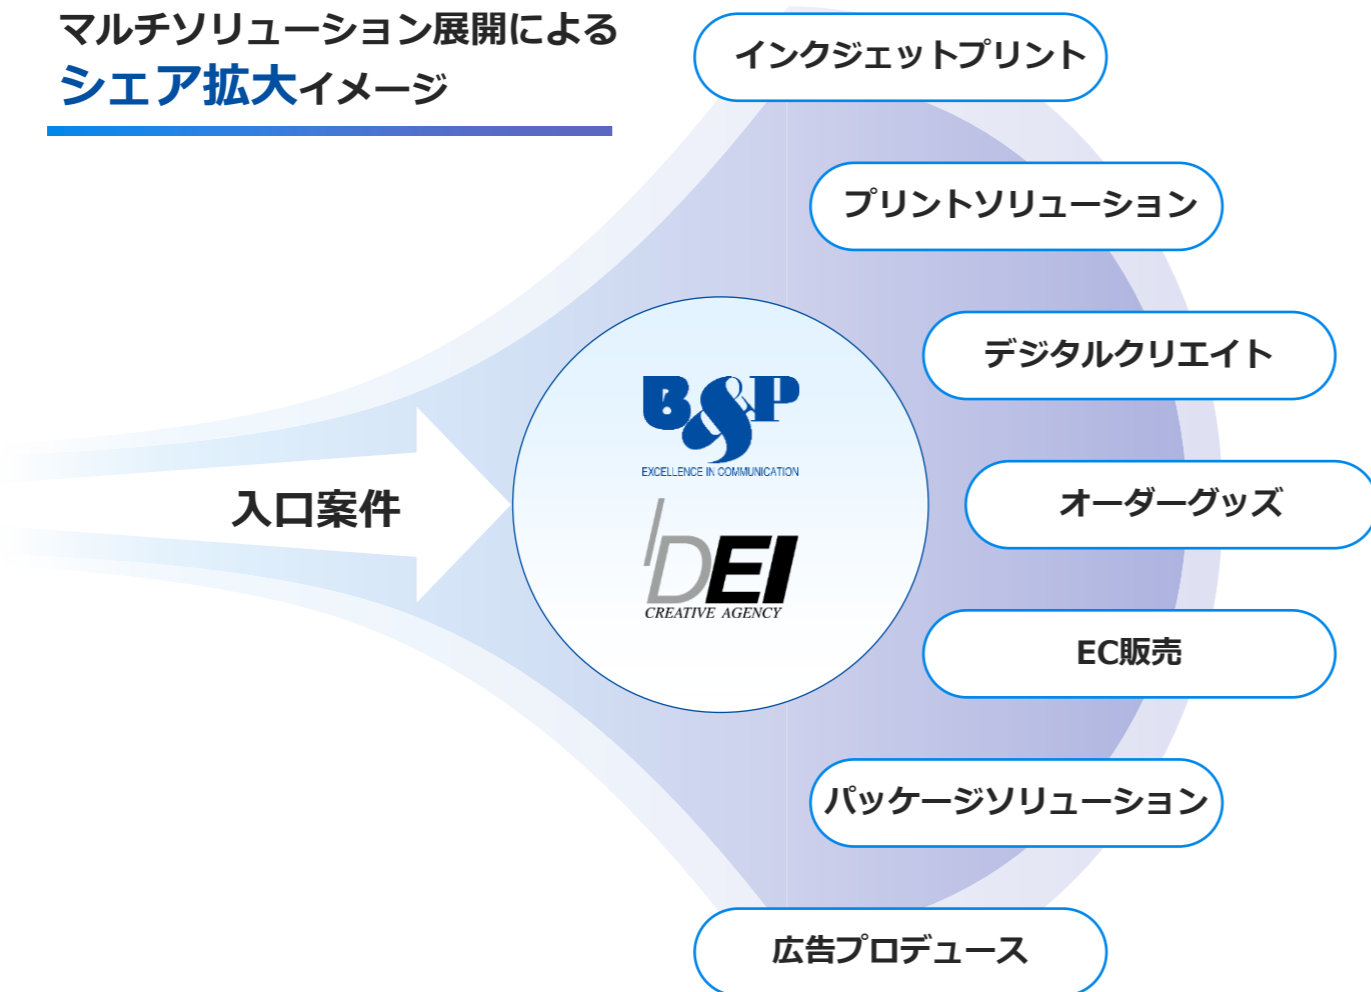 マルチソリューション展開による
シェア拡大イメージ
インクジェットプリント
プリントソリューション
デジタルクリエイト
オーダーグッズ
EC販売
パッケージソリューション
広告プロデュース
入口案件
B&P
EXCELLENCE IN COMMUNICATION
IDEI
CREATIVE AGENCY